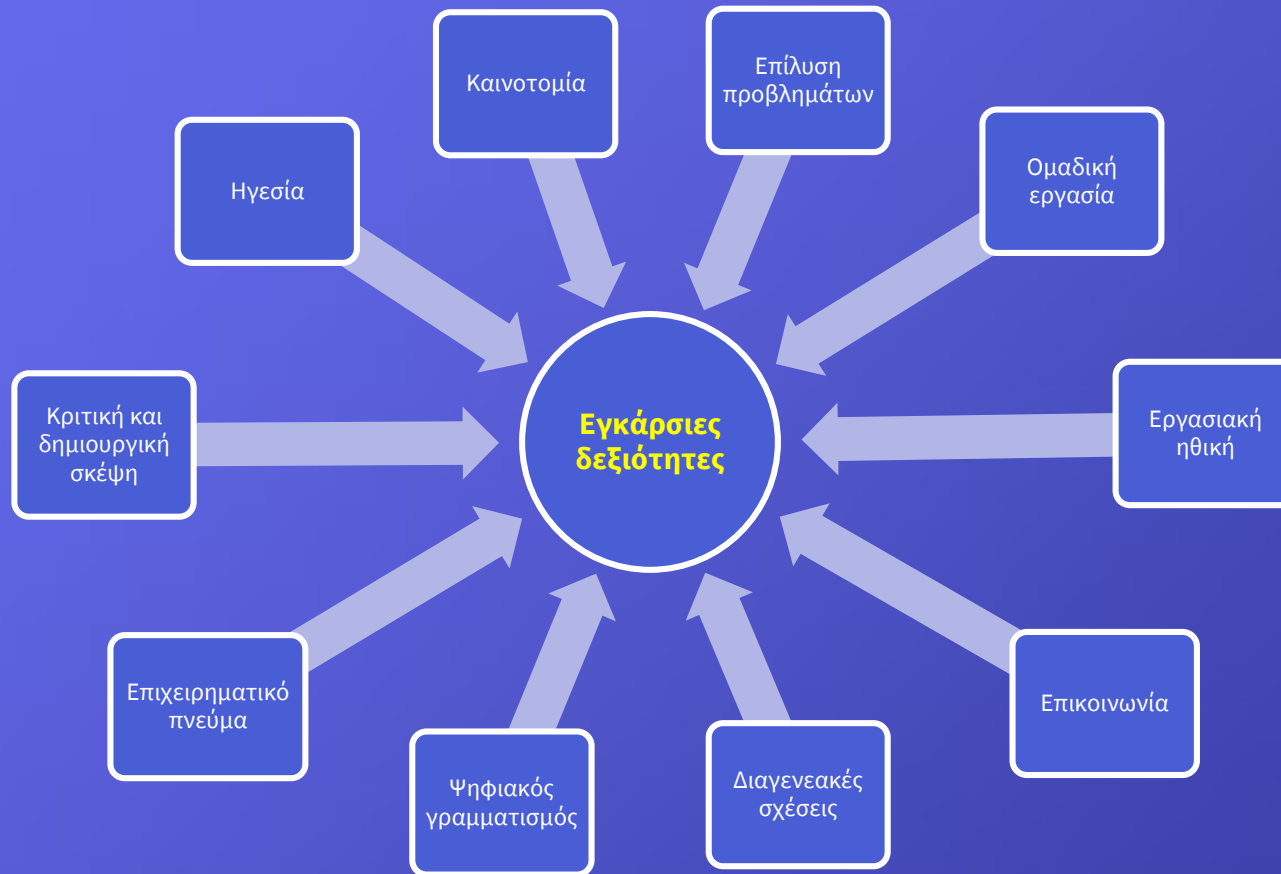 Καινοτομία
Επίλυση
προβλημάτων
Ηγεσία
Ομαδική
εργασία
Κριτική και
δημιουργική
σκέψη
Εγκάρσιες
δεξιότητες
Εργασιακή
ηθική
Επιχειρηματικό
πνεύμα
Επικοινωνία
Ψηφιακός
γραμματισμός
Διαγενεακές
σχέσεις